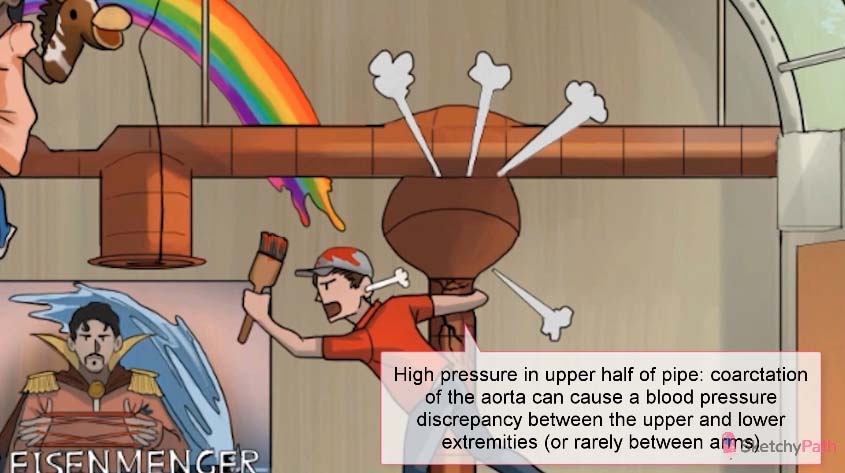 High pressure in upper half of pipe: coarctation
of the aorta can cause a blood pressure
discrepancy between the upper and lower
extremities (or rarely between arms)
SketchyPath
EISENMENGER